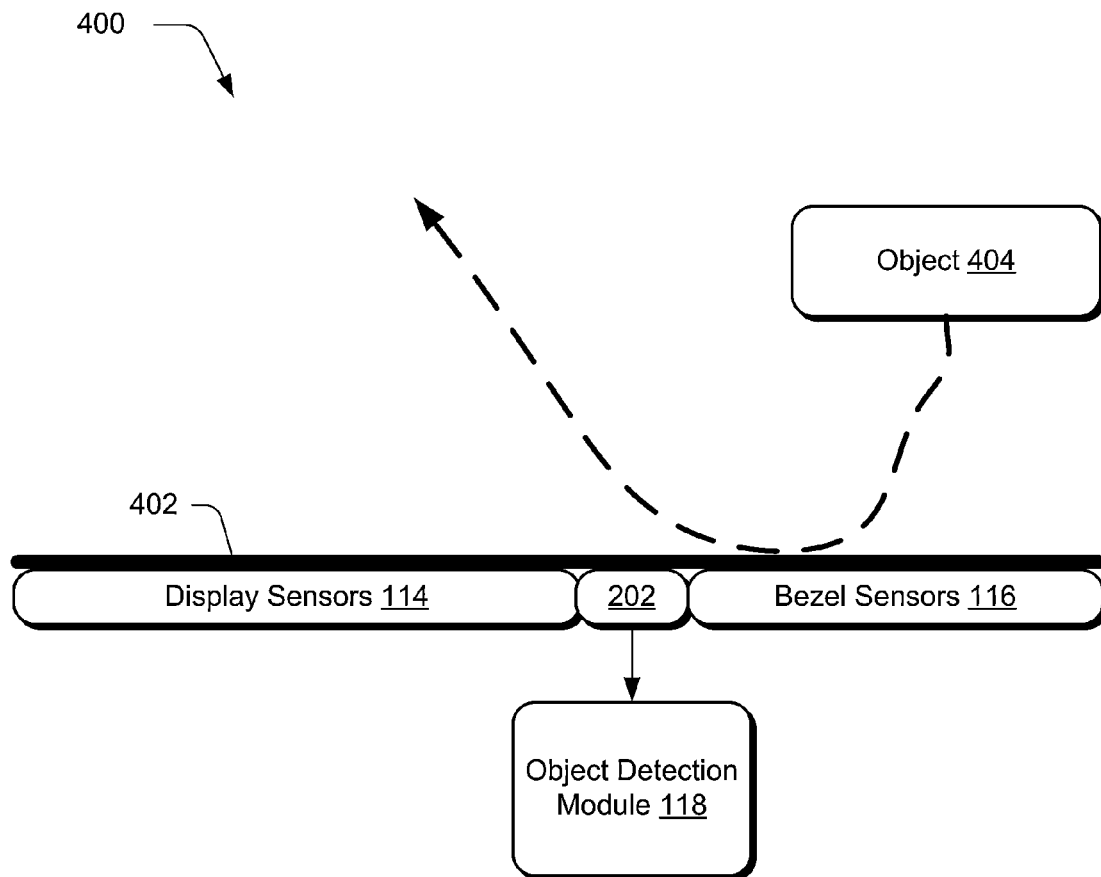 400
Object 404
402
Display Sensors 114
202
Bezel Sensors 116
Object Detection
Module 118